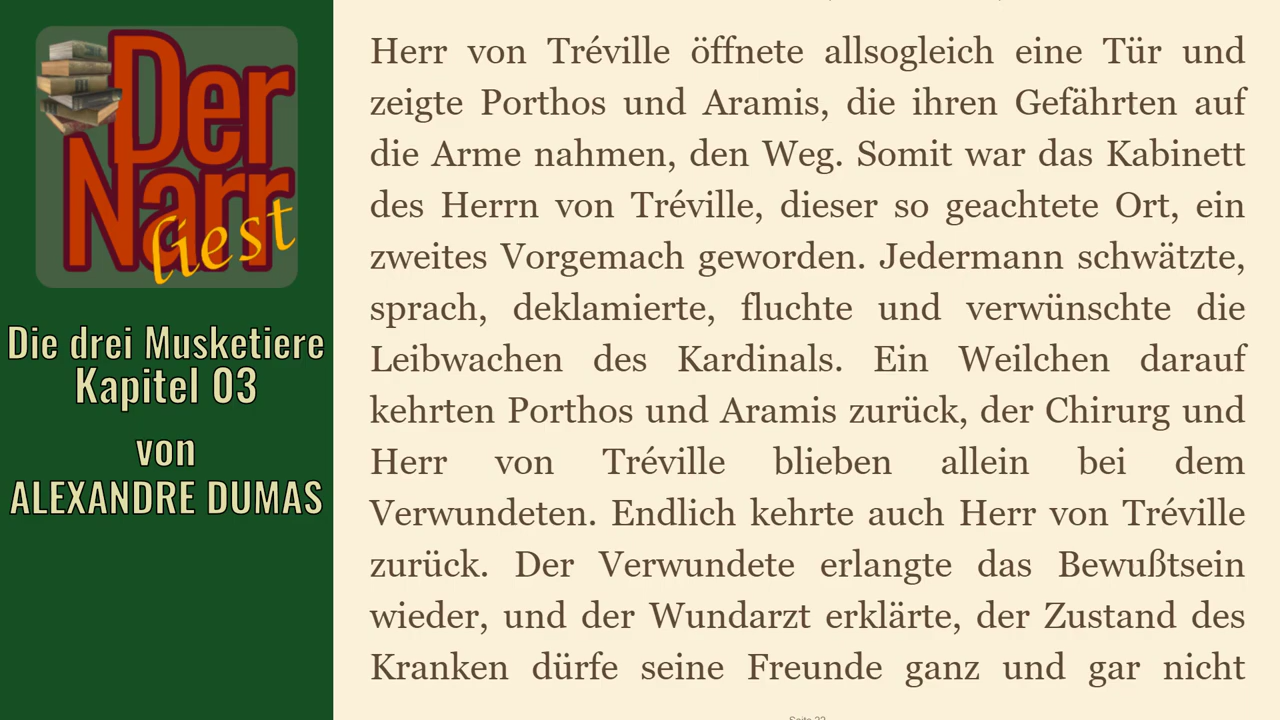 Der
Narr
liest
Die drei Musketiere
Kapitel 03
von
ALEXANDRE DUMAS
Herr von Tréville öffnete allsogleich eine Tür und
zeigte Porthos und Aramis, die ihren Gefährten auf
die Arme nahmen, den Weg. Somit war das Kabinett
des Herrn von Tréville, dieser so geachtete Ort, ein
zweites Vorgemach geworden. Jedermann schwätzte,
sprach, deklamierte, fluchte und verwünschte die
Leibwachen des Kardinals. Ein Weilchen darauf
kehrten Porthos und Aramis zurück, der Chirurg und
Herr von Tréville blieben allein bei dem
Verwundeten. Endlich kehrte auch Herr von Tréville
zurück. Der Verwundete erlangte das Bewußtsein
wieder, und der Wundarzt erklärte, der Zustand des
Kranken dürfe seine Freunde ganz und gar nicht